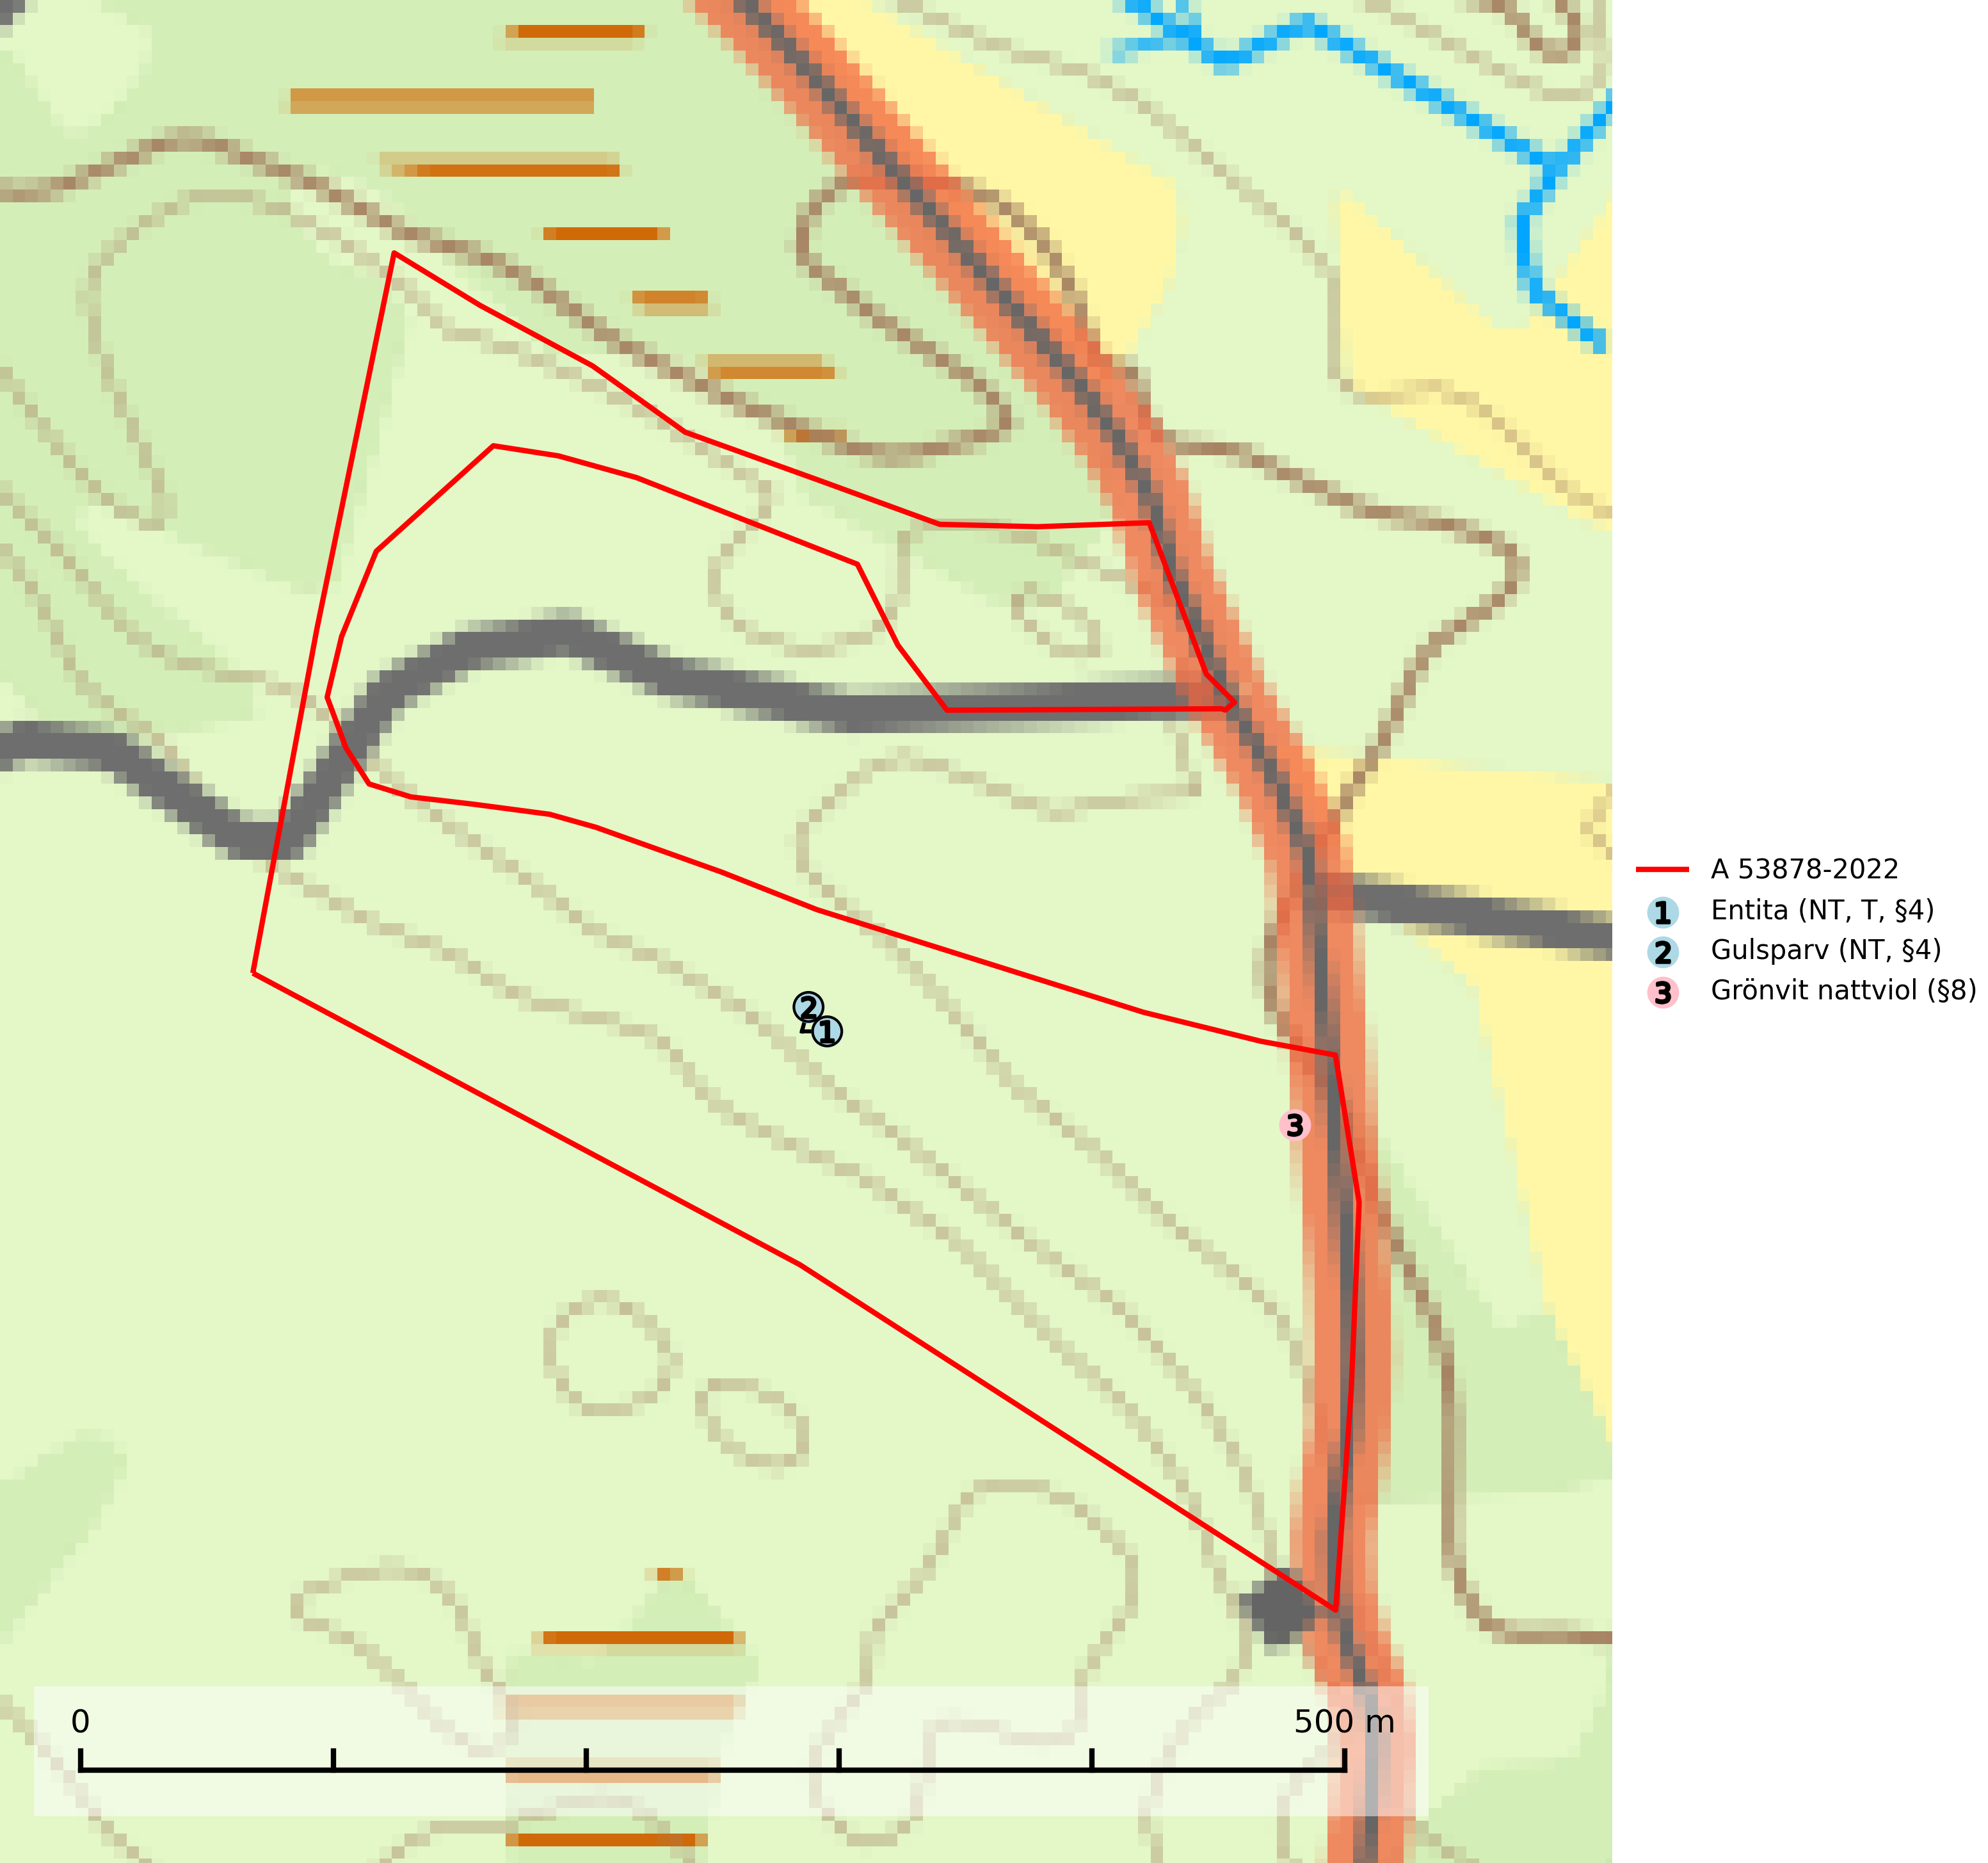 A 53878-2022
1 Entita (NT, T, §4)
2 Gulsparv (NT, §4)
3 Grönvit nattviol (§8)
2
1
3
0
500 m